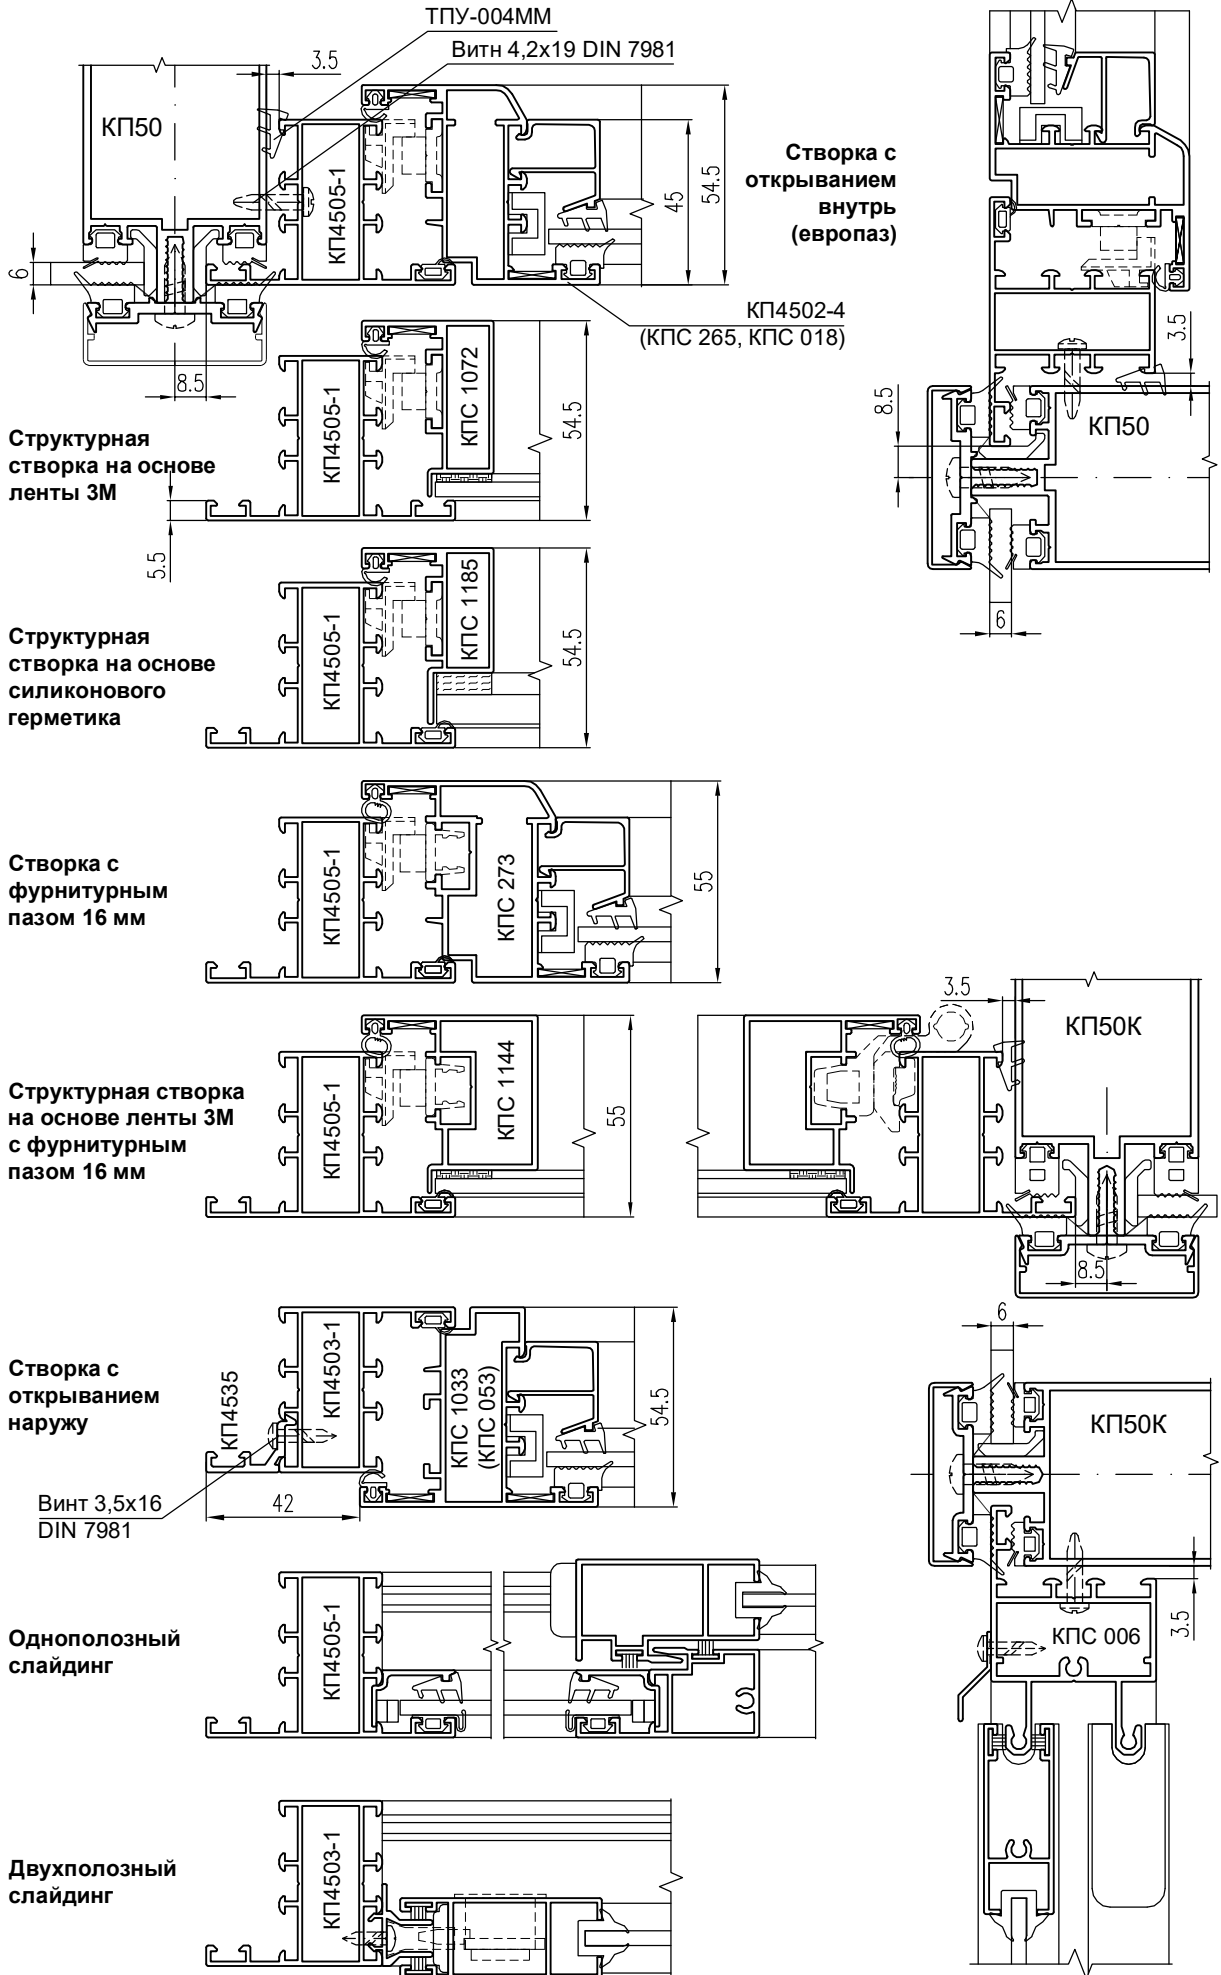 ТПУ-004ММ
Витн 4,2х19 DIN 7981
3.5
КП50
КП4505-1
45
54.5
6
8.5
КП4502-4
(КПС 265, КПС 018)
Створка с
открыванием
внутрь
(европаз)
3.5
8.5
КП50
6
Структурная
створка на основе
ленты 3М
КП4505-1
КПС 1072
54.5
5.5
Структурная
створка на основе
силиконового
герметика
КП4505-1
КПС 1185
54.5
Створка с
фурнитурным
пазом 16 мм
КП4505-1
КПС 273
55
Структурная створка
на основе ленты 3М
с фурнитурным
пазом 16 мм
КП4505-1
КПС 1144
55
3.5
КП50К
8.5
Створка с
открыванием
наружу
КП4535
КП4503-1
КПС 1033
(КПС 053)
54.5
Винт 3,5х16
DIN 7981
42
6
КП50К
3.5
КПС 006
Однополозный
слайдинг
КП4505-1
Двухполозный
слайдинг
КП4503-1